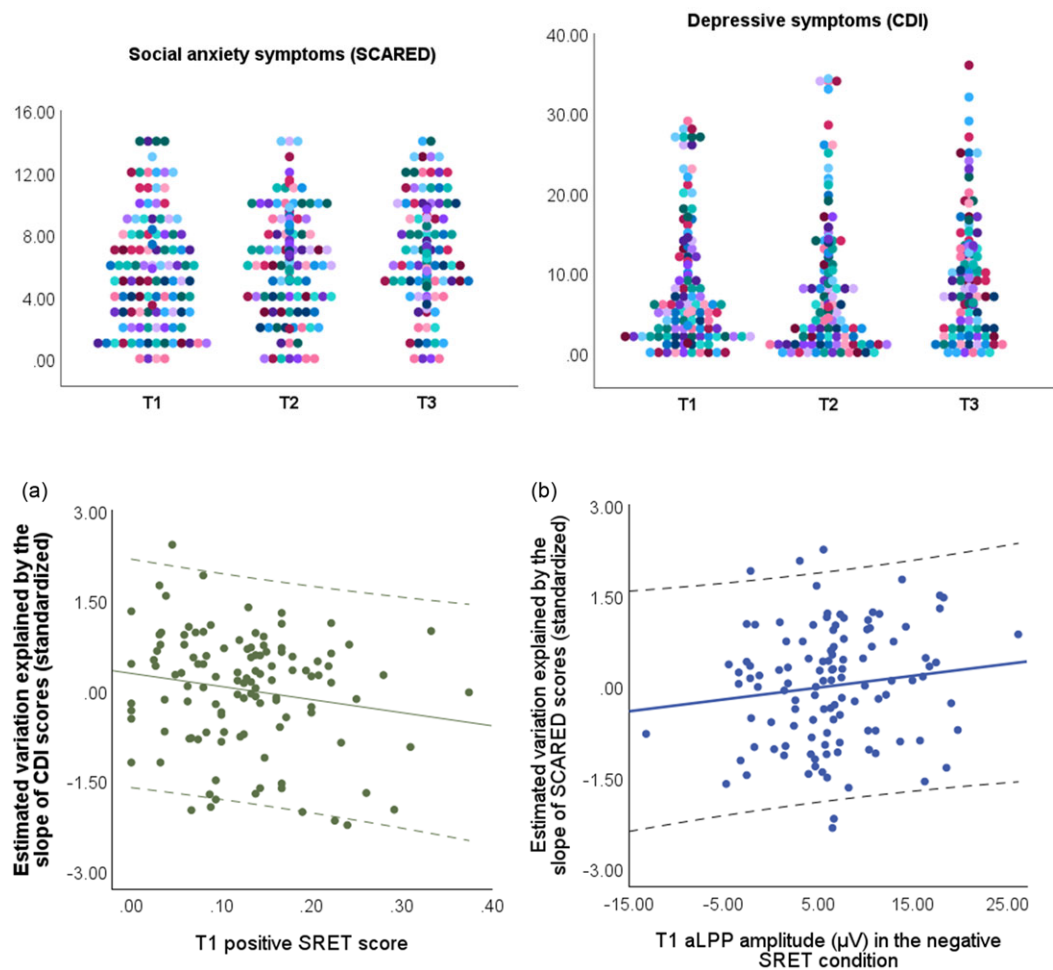 Social anxiety symptoms (SCARED)
16.00
12.00
8.00
4.00
.00
T1
T2
T3
Depressive symptoms (CDI)
40.00
30.00
20.00
10.00
.00
T1
T2
T3
(a)
Estimated variation explained by the
slope of CDI scores (standardized)
3.00
1.50
.00
-1.50
-3.00
.00
.10
.20
.30
.40
T1 positive SRET score
(b)
Estimated variation explained by the
slope of SCARED scores (standardized)
3.00
1.50
.00
-1.50
-3.00
-15.00
-5.00
5.00
15.00
25.00
T1 aLPP amplitude (µV) in the negative
SRET condition